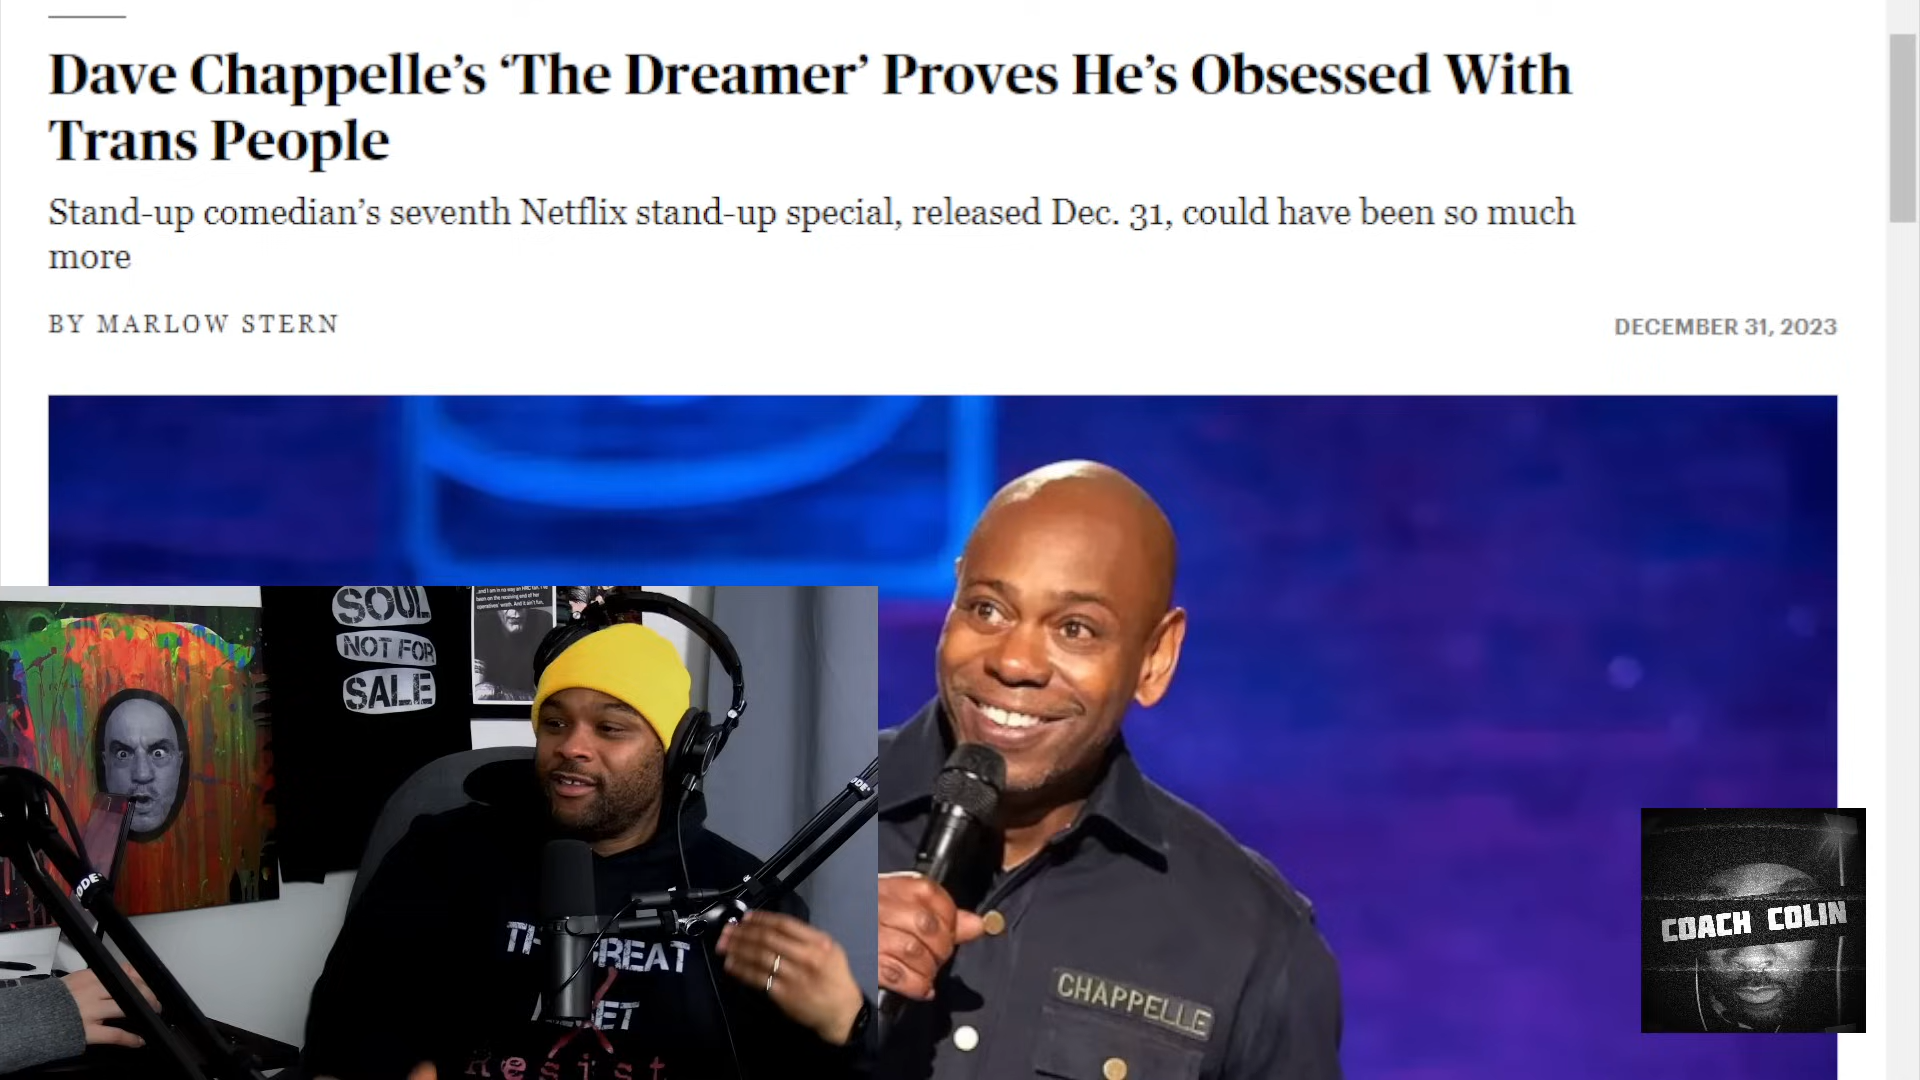 Dave Chappelle’s ‘The Dreamer’ Proves He’s Obsessed With
Trans People
Stand-up comedian’s seventh Netflix stand-up special, released Dec. 31, could have been so much
more
BY MARLOW STERN
DECEMBER 31, 2023
SOUL
NOT FOR
SALE
GREAT
Resist
CHAPPELLE
COACH COLIN